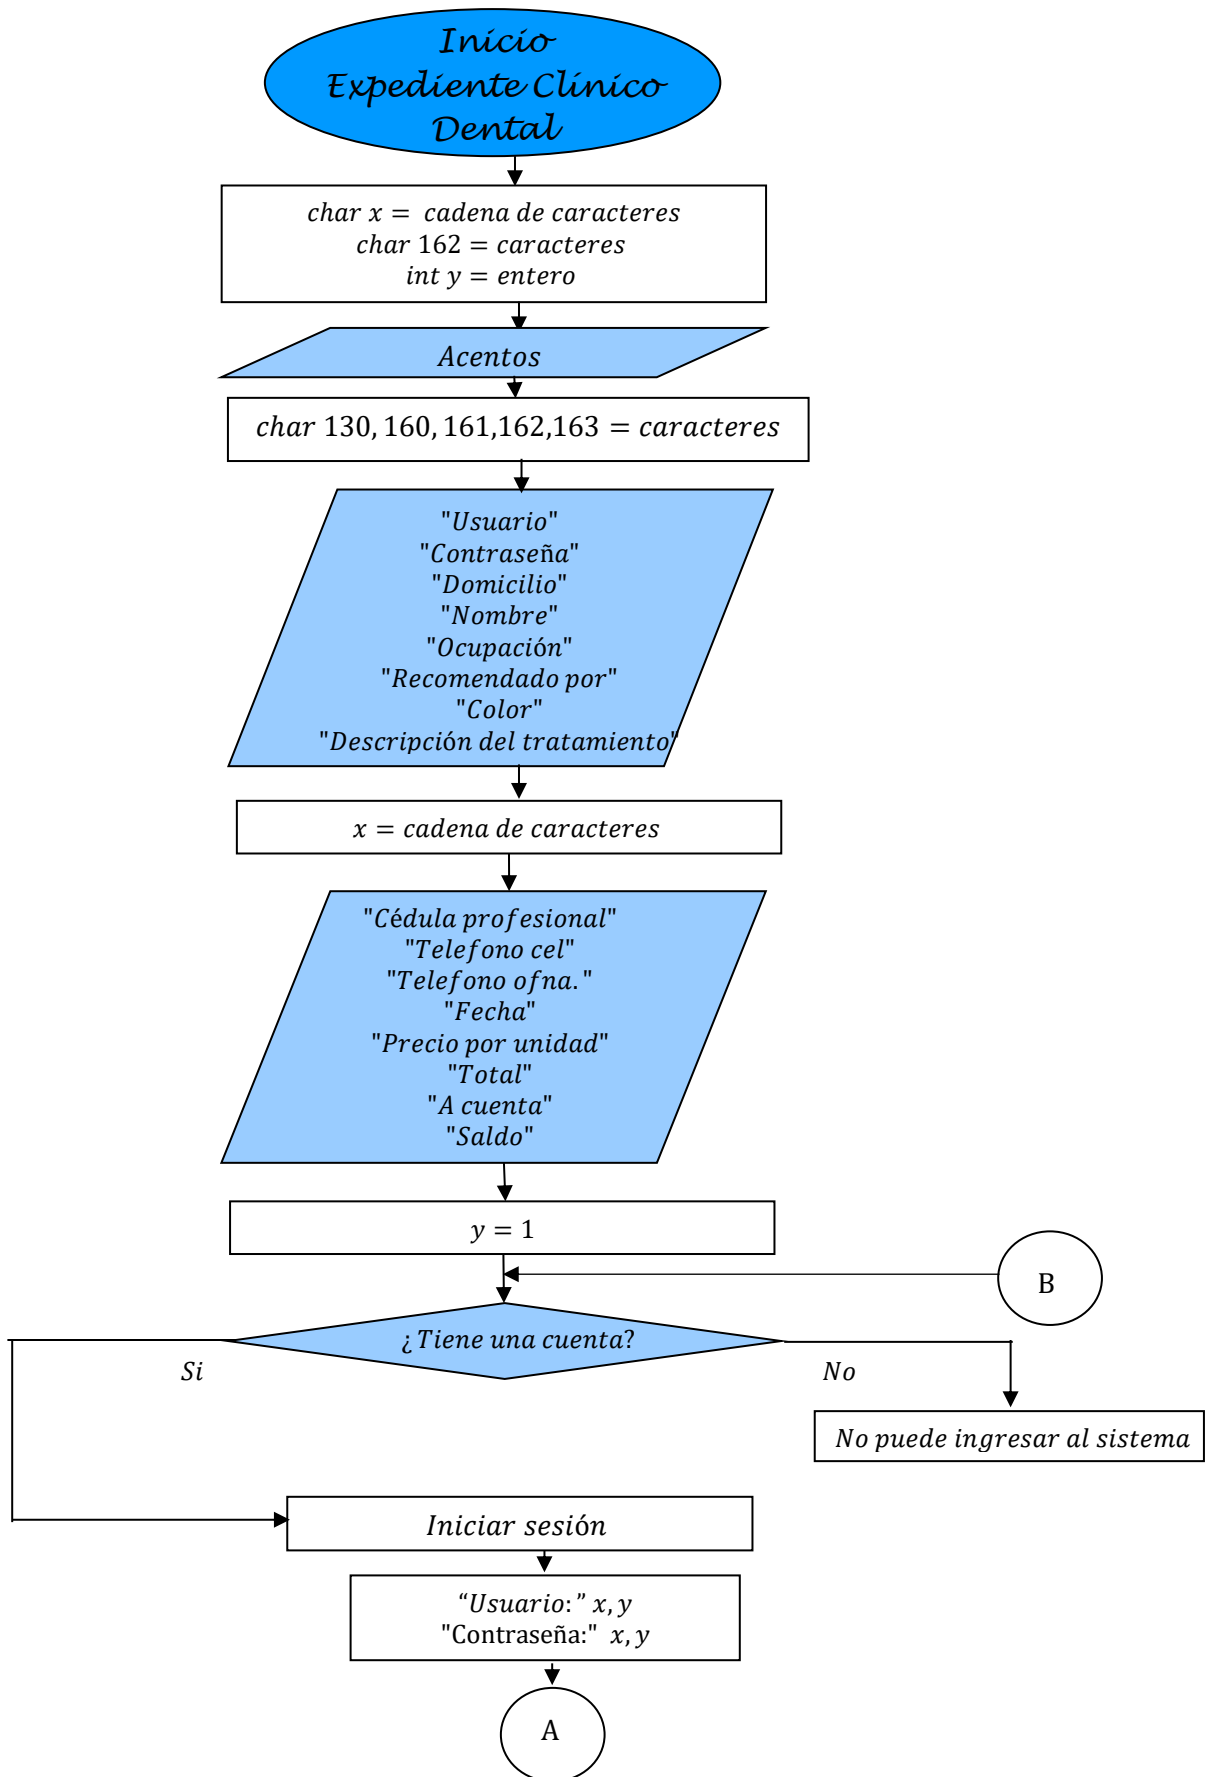 Inicio
Expediente Clínico
Dental
char x = cadena de caracteres
char 162 = caracteres
int y = entero
Acentos
char 130, 160, 161,162,163 = caracteres
"Usuario"
"Contraseña"
"Domicilio"
"Nombre"
"Ocupación"
"Recomendado por"
"Color"
"Descripción del tratamiento"
x = cadena de caracteres
"Cédula profesional"
"Telefono cel"
"Telefono ofna."
"Fecha"
"Precio por unidad"
"Total"
"A cuenta"
"Saldo"
y = 1
B
¿Tiene una cuenta?
Si
No
No puede ingresar al sistema
Iniciar sesión
“Usuario:” x, y
"Contraseña:" x, y
A